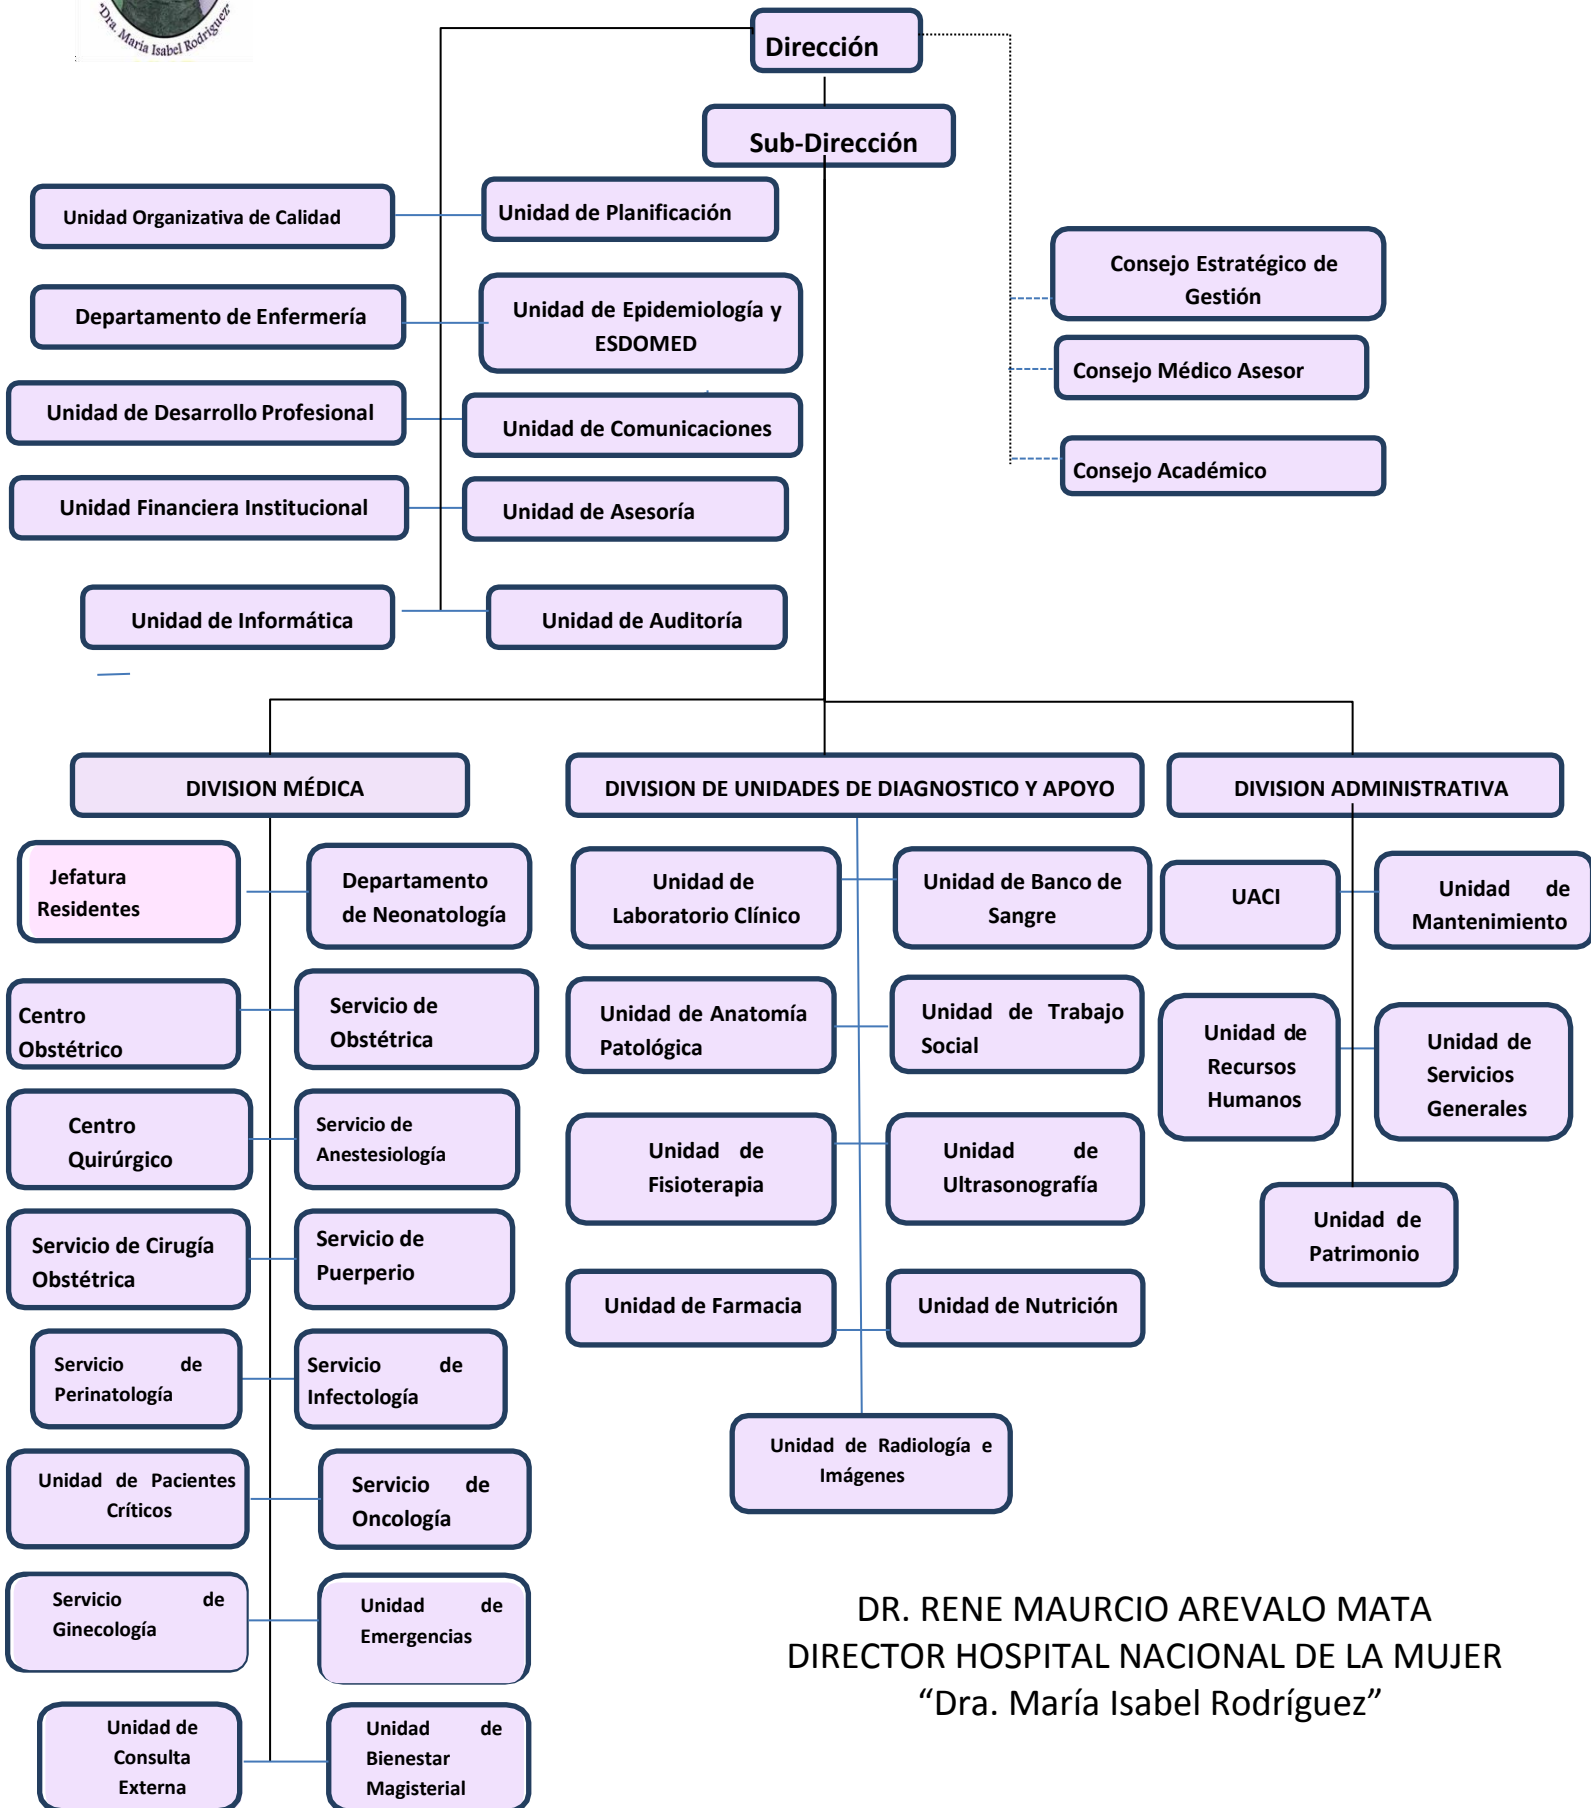 "Dra. María Isabel Rodríguez"
Dirección
Sub-Dirección
Unidad Organizativa de Calidad
Unidad de Planificación
Consejo Estratégico de
Gestión
Departamento de Enfermería
Unidad de Epidemiología y
ESDOMED
Consejo Médico Asesor
Unidad de Desarrollo Profesional
Unidad de Comunicaciones
Consejo Académico
Unidad Financiera Institucional
Unidad de Asesoría
Unidad de Informática
Unidad de Auditoría
DIVISION MÉDICA
DIVISION DE UNIDADES DE DIAGNOSTICO Y APOYO
DIVISION ADMINISTRATIVA
Jefatura
Residentes
Departamento
de Neonatología
Unidad de
Laboratorio Clínico
Unidad de Banco de
Sangre
UACI
Unidad de
Mantenimiento
Centro
Obstétrico
Servicio de
Obstétrica
Unidad de Anatomía
Patológica
Unidad de Trabajo
Social
Unidad de
Recursos
Humanos
Unidad de
Servicios
Generales
Centro
Quirúrgico
Servicio de
Anestesiología
Unidad de
Fisioterapia
Unidad de
Ultrasonografía
Unidad de
Patrimonio
Servicio de Cirugía
Obstétrica
Servicio de
Puerperio
Unidad de Farmacia
Unidad de Nutrición
Servicio de
Perinatología
Servicio de
Infectología
Unidad de Radiología e
Imágenes
Unidad de Pacientes
Críticos
Servicio de
Oncología
Servicio de
Ginecología
Unidad de
Emergencias
Unidad de
Consulta
Externa
Unidad de
Bienestar
Magisterial
DR. RENE MAURCIO AREVALO MATA
DIRECTOR HOSPITAL NACIONAL DE LA MUJER
“Dra. María Isabel Rodríguez”